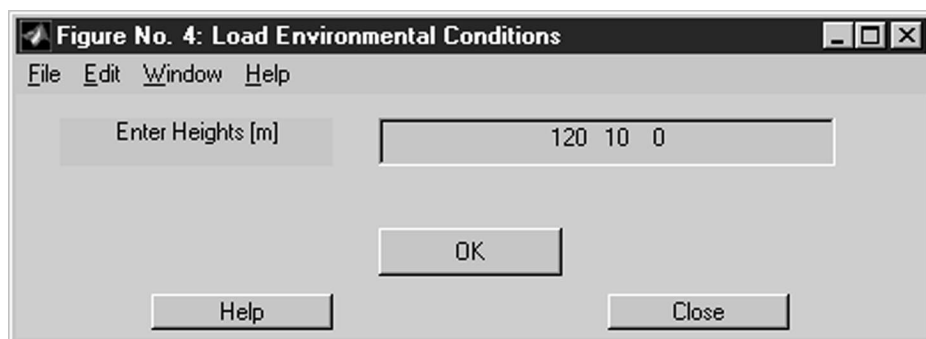 Figure No. 4: Load Environmental Conditions
File Edit Window Help
Enter Heights [m] 120 10 0
OK
Help Close